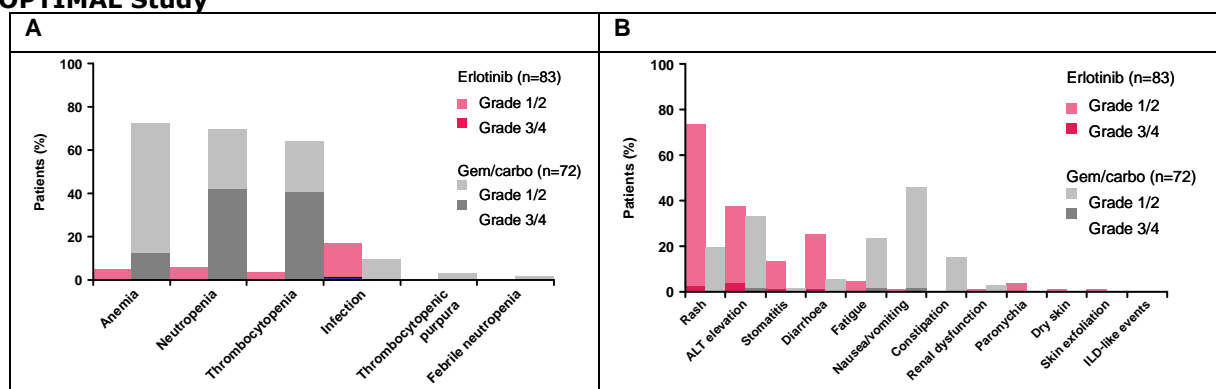 OPTIMAL Study
A
B
100
80
60
40
20
0
Patients (%)
Erlotinib (n=83)
Grade 1/2
Grade 3/4
Gem/carbo (n=72)
Grade 1/2
Grade 3/4
Anemia
Neutropenia
Thrombocytopenia
Infection
Thrombocytopenic
purpura
Febrile neutropenia
100
80
60
40
20
0
Patients (%)
Erlotinib (n=83)
Grade 1/2
Grade 3/4
Gem/carbo (n=72)
Grade 1/2
Grade 3/4
Rash
ALT elevation
Stomatitis
Diarrhoea
Fatigue
Nausea/vomiting
Constipation
Renal dysfunction
Paronychia
Dry skin
Skin exfoliation
ILD-like events